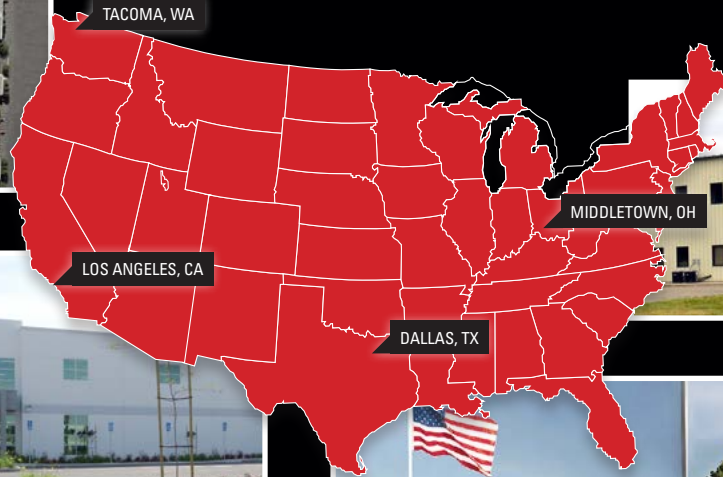 TACOMA, WA
MIDDLETOWN, OH
LOS ANGELES, CA
DALLAS, TX